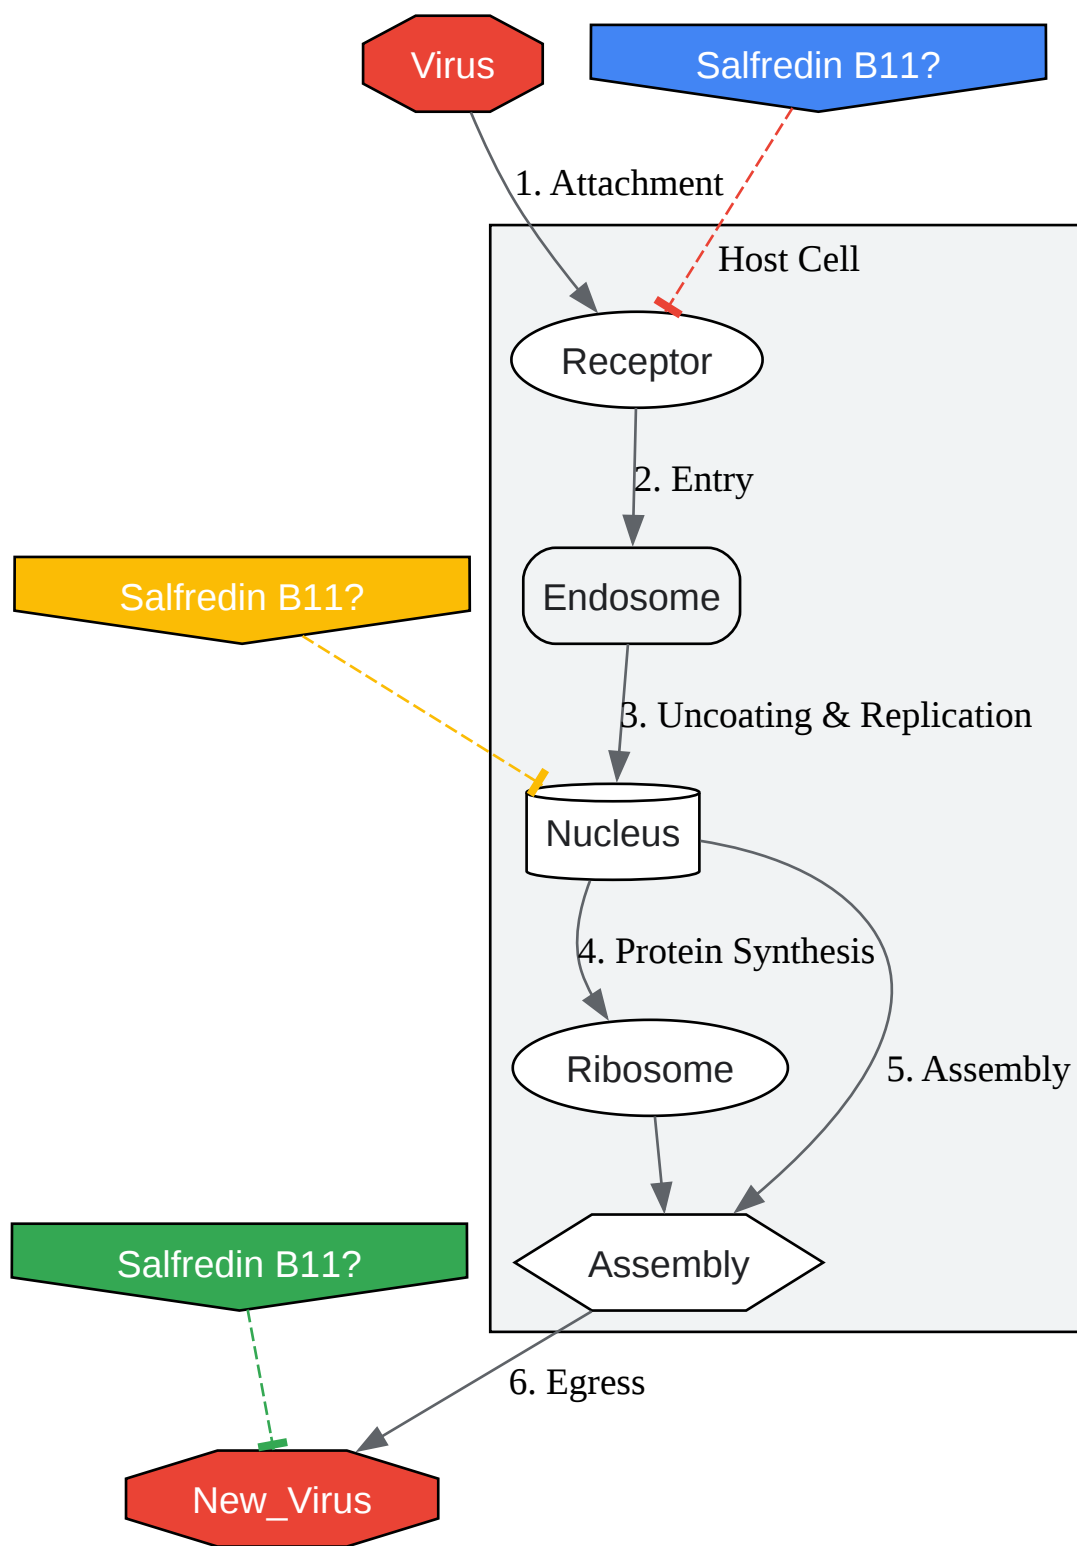 Virus
Salfredin B11?
1. Attachment
Host Cell
Receptor
2. Entry
Endosome
Salfredin B11?
3. Uncoating & Replication
Nucleus
4. Protein Synthesis
Ribosome
5. Assembly
Salfredin B11?
Assembly
6. Egress
New_Virus